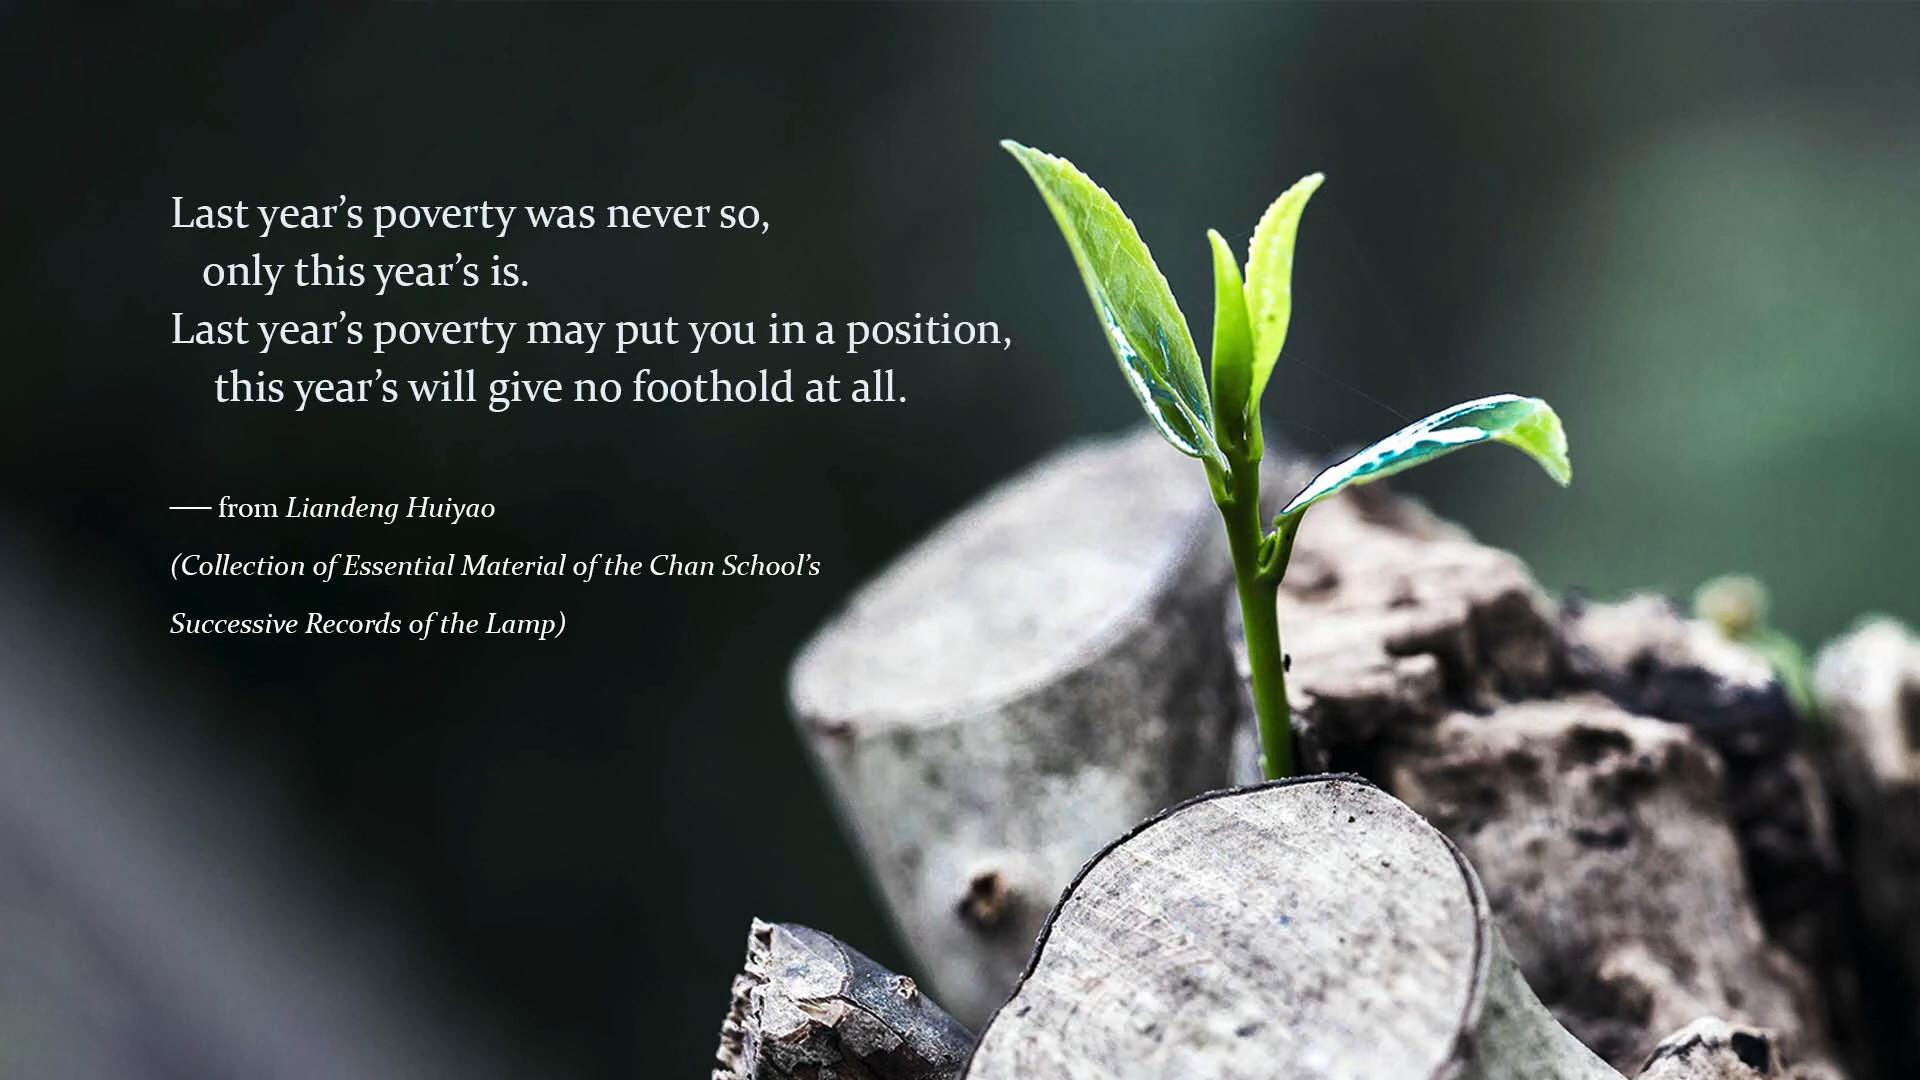 Last year’s poverty was never so,
only this year’s is.
Last year’s poverty may put you in a position,
this year’s will give no foothold at all.
— from Liandeng Huiyao
(Collection of Essential Material of the Chan School’s
Successive Records of the Lamp)